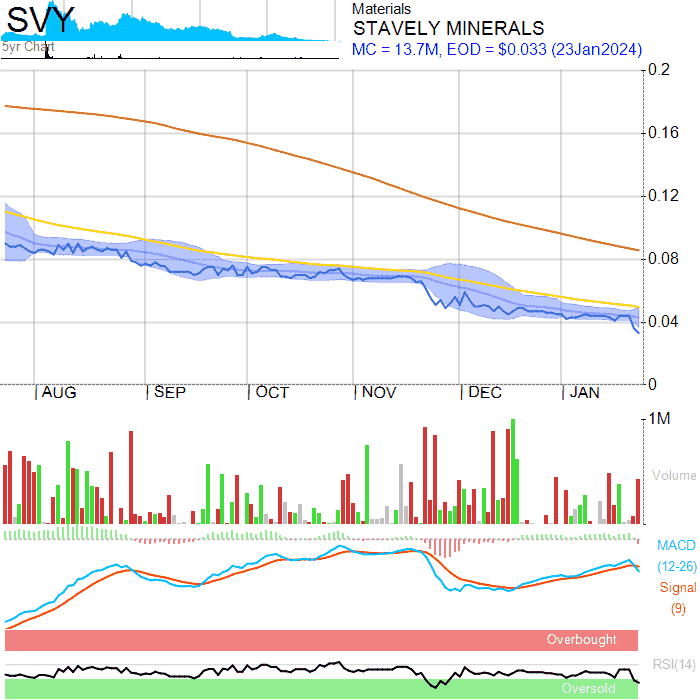 SVY
5yr Chart
Materials
STAVELY MINERALS
MC = 13.7M, EOD = $0.033 (23Jan2024)
0.2
0.16
0.12
0.08
0.04
0
AUG SEP OCT NOV DEC JAN
1M
Volume
MACD
(12-26)
Signal
(9)
Overbought
RSI(14)
Oversold